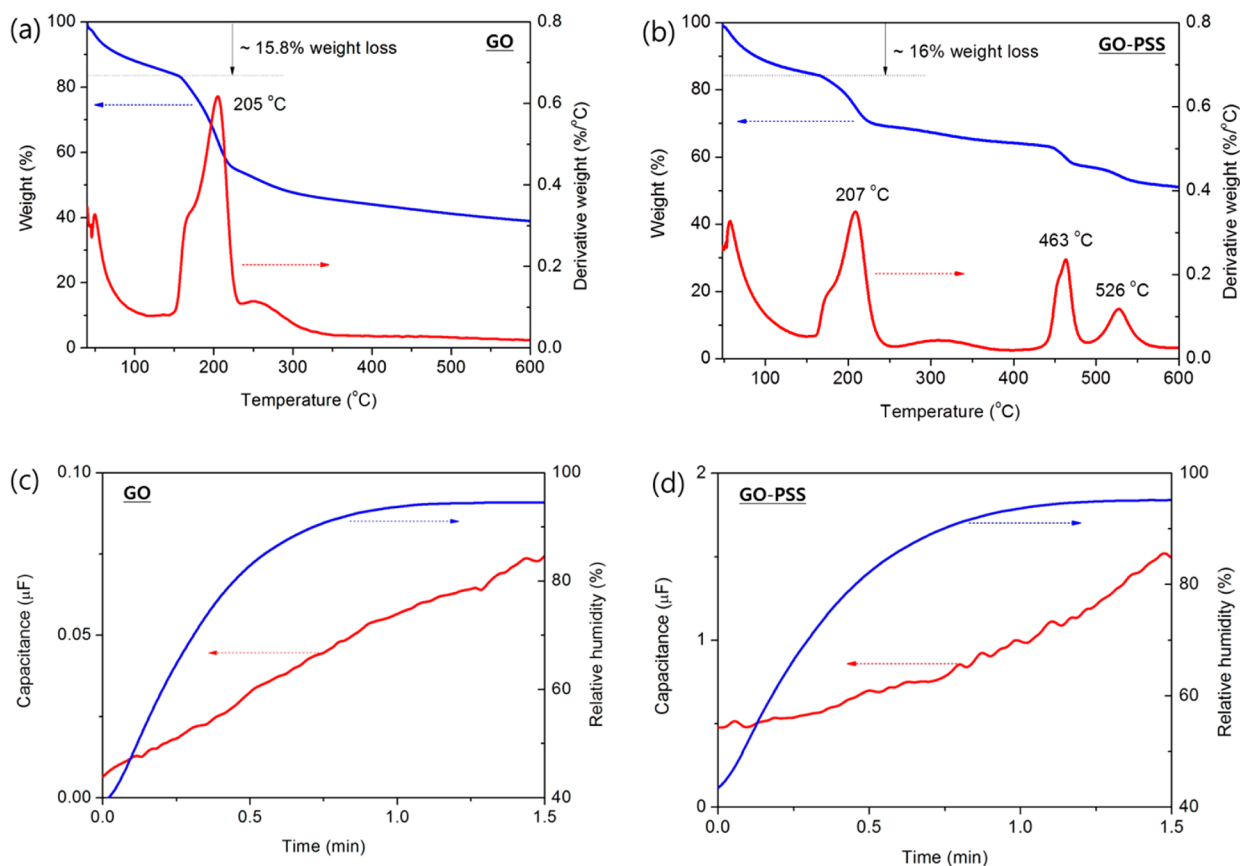 (a)
GO
~ 15.8% weight loss
205 °C
Weight (%)
100
80
60
40
20
0
Derivative weight (%/°C)
0.8
0.6
0.4
0.2
0.0
100 200 300 400 500 600
Temperature (°C)
(b)
GO-PSS
~ 16% weight loss
207 °C
463 °C
526 °C
Weight (%)
100
80
60
40
20
0
Derivative weight (%/°C)
0.8
0.6
0.4
0.2
0.0
100 200 300 400 500 600
Temperature (°C)
(c)
GO
Capacitance (μF)
0.10
0.05
0.00
Relative humidity (%)
100
80
60
40
0.0 0.5 1.0 1.5
Time (min)
(d)
GO-PSS
Capacitance (μF)
2
1
0
Relative humidity (%)
100
80
60
40
0.0 0.5 1.0 1.5
Time (min)